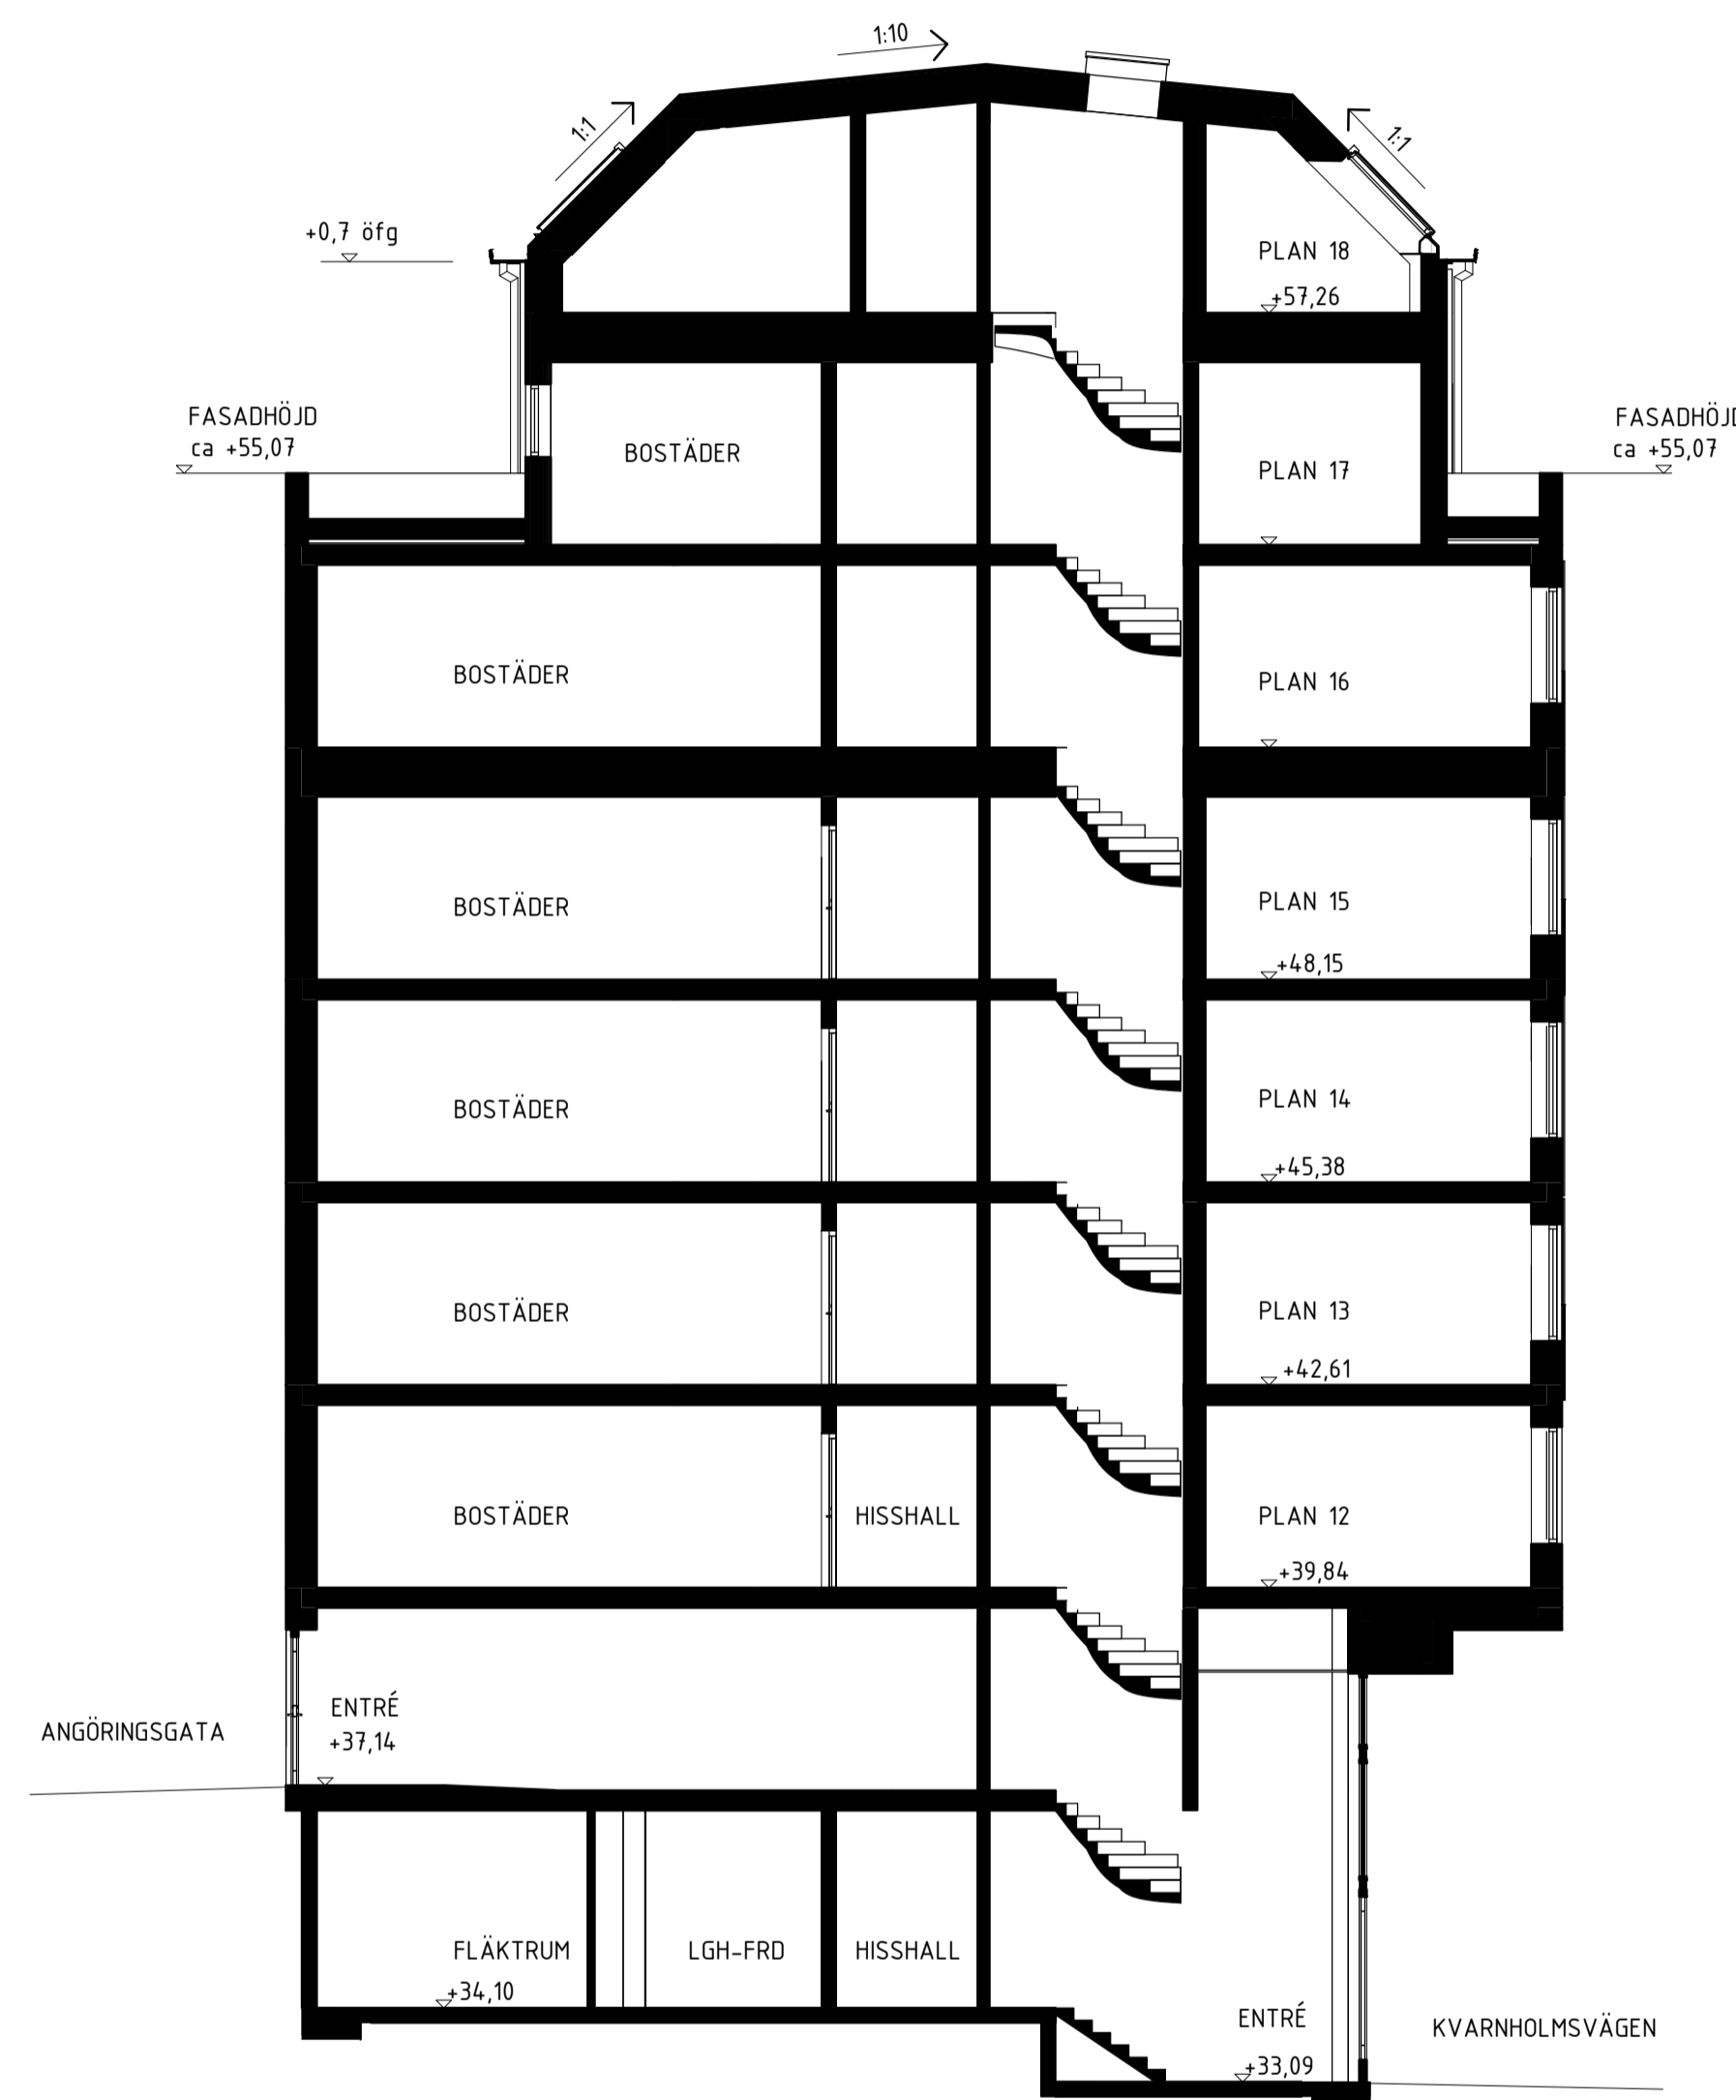 1:10
1:1
1:1
+0,7 öfg
PLAN 18
+57,26
FASADHÖJD
ca +55,07
BOSTÄDER
PLAN 17
FASADHÖJD
ca +55,07
BOSTÄDER
PLAN 16
BOSTÄDER
PLAN 15
+48,15
BOSTÄDER
PLAN 14
+45,38
BOSTÄDER
PLAN 13
+42,61
BOSTÄDER
HISSHALL
PLAN 12
+39,84
ANGÖRINGSGATA
ENTRÉ
+37,14
FLÄKTRUM
+34,10
LGH-FRD
HISSHALL
ENTRÉ
+33,09
KVARNHOLMSVÄGEN